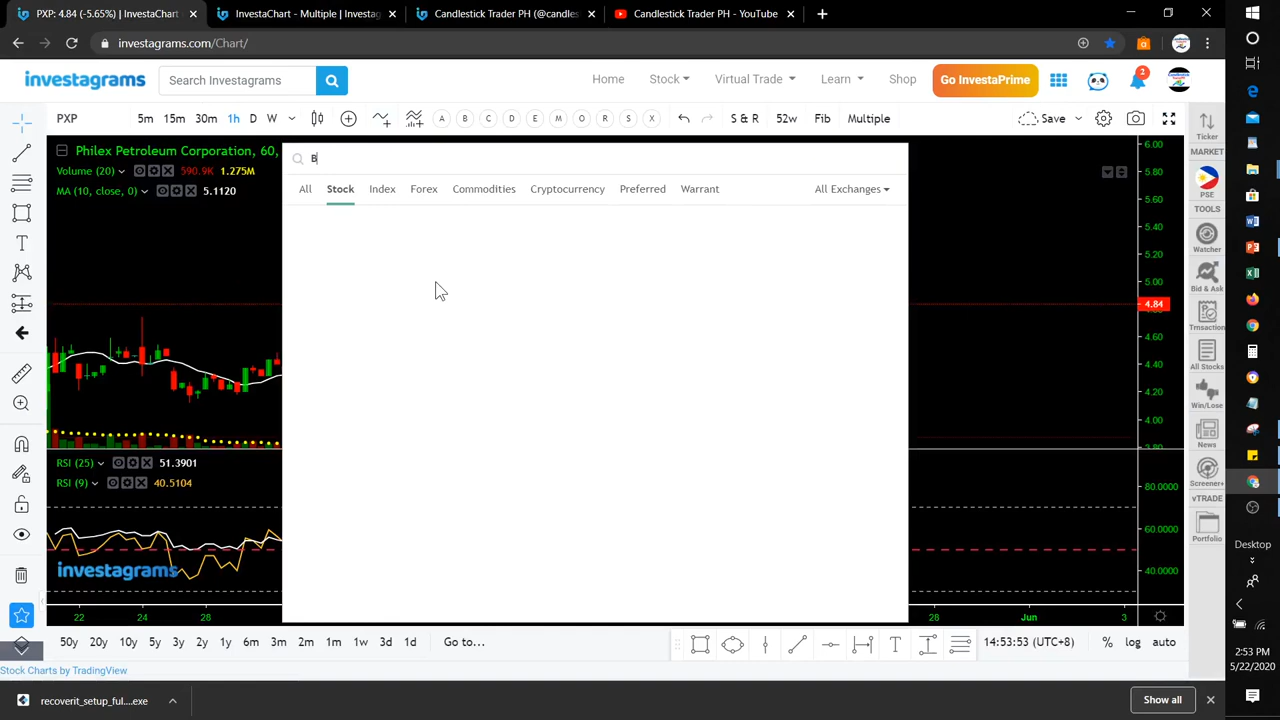 PXP: 4.84 (-5.65%) | InvestaChart
InvestaChart - Multiple | Investag
Candlestick Trader PH (@candles
Candlestick Trader PH - YouTube
investagrams.com/Chart/
investagrams
Search Investagrams
Home
Stock
Virtual Trade
Learn
Shop
Go InvestaPrime
2
PXP
5m 15m 30m 1h D W
A B C D E M O R S X
S & R
52w
Fib
Multiple
Save
Ticker
MARKET
PSE
TOOLS
Watcher
Bid & Ask
Trnsaction
All Stocks
Win/Lose
News
Screener+
vTRADE
Portfolio
Philex Petroleum Corporation, 60,
Volume (20) 590.9K 1.275M
MA (10, close, 0) 5.1120
B
All Stock Index Forex Commodities Cryptocurrency Preferred Warrant
All Exchanges
6.00
5.80
5.60
5.40
5.20
5.00
4.84
4.60
4.40
4.20
4.00
3.80
RSI (25) 51.3901
RSI (9) 40.5104
80.0000
60.0000
40.0000
investagrams
22 24 28 28 Jun 3
50y 20y 10y 5y 3y 2y 1y 6m 3m 2m 1m 1w 3d 1d Go to...
14:53:53 (UTC+8)
% log auto
Stock Charts by TradingView
recoverit_setup_ful....exe
Show all
Desktop
2:53 PM
5/22/2020